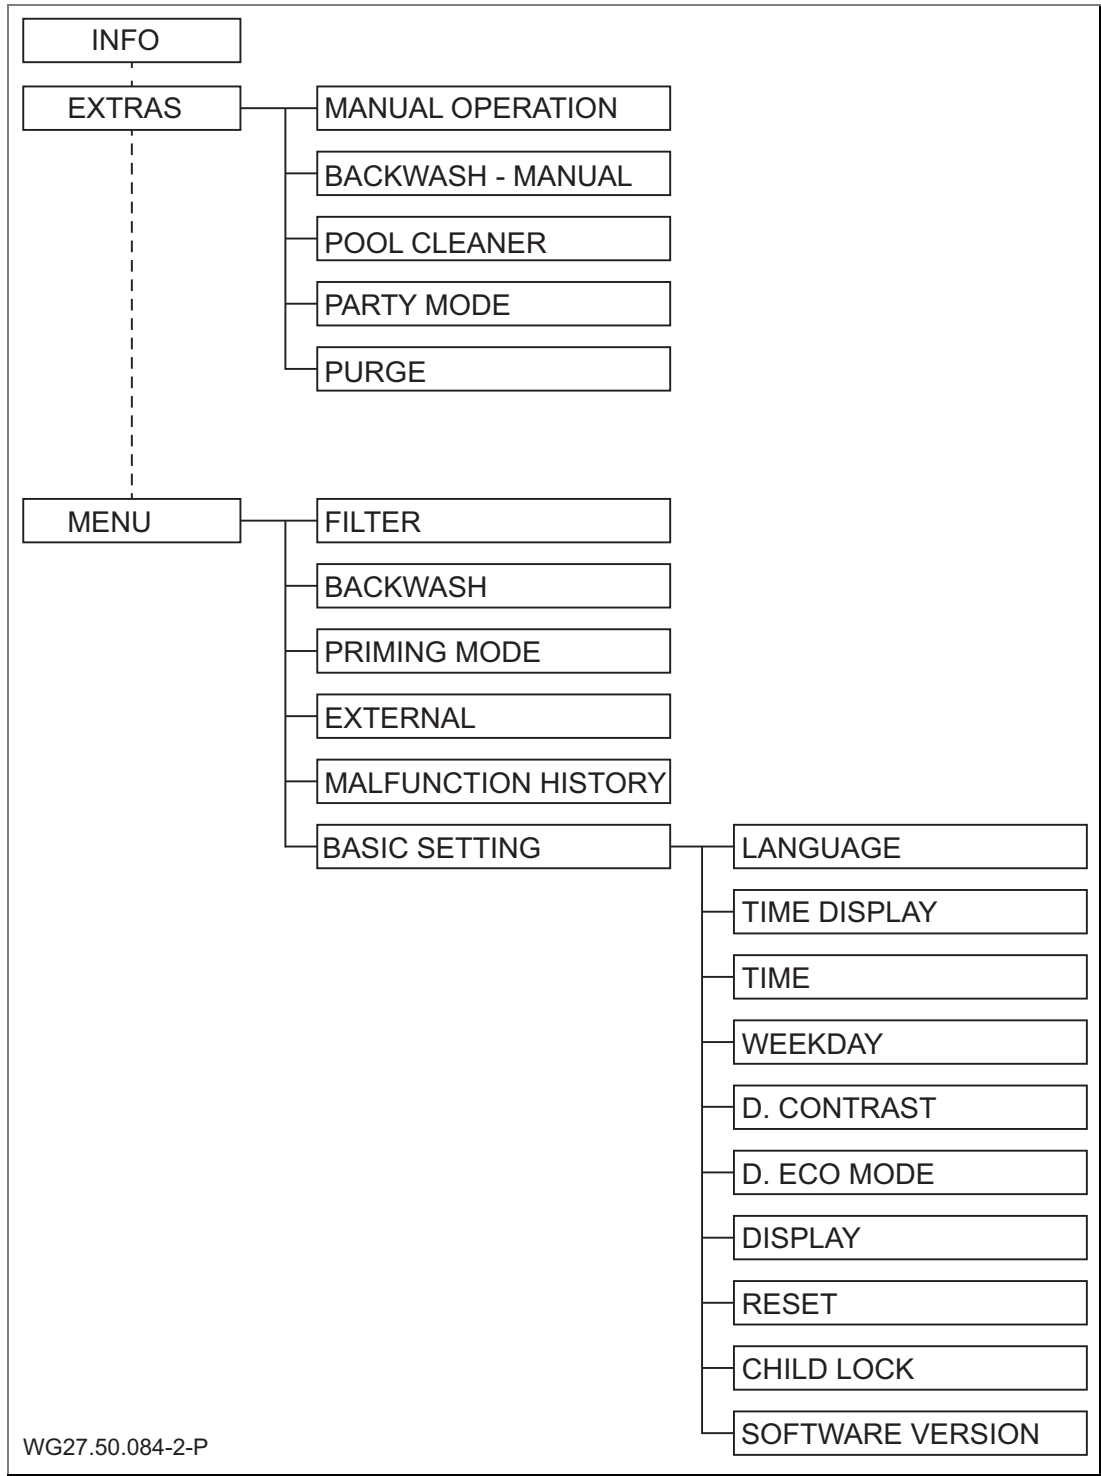 INFO
EXTRAS
MANUAL OPERATION
BACKWASH - MANUAL
POOL CLEANER
PARTY MODE
PURGE
MENU
FILTER
BACKWASH
PRIMING MODE
EXTERNAL
MALFUNCTION HISTORY
BASIC SETTING
LANGUAGE
TIME DISPLAY
TIME
WEEKDAY
D. CONTRAST
D. ECO MODE
DISPLAY
RESET
CHILD LOCK
SOFTWARE VERSION
WG27.50.084-2-P